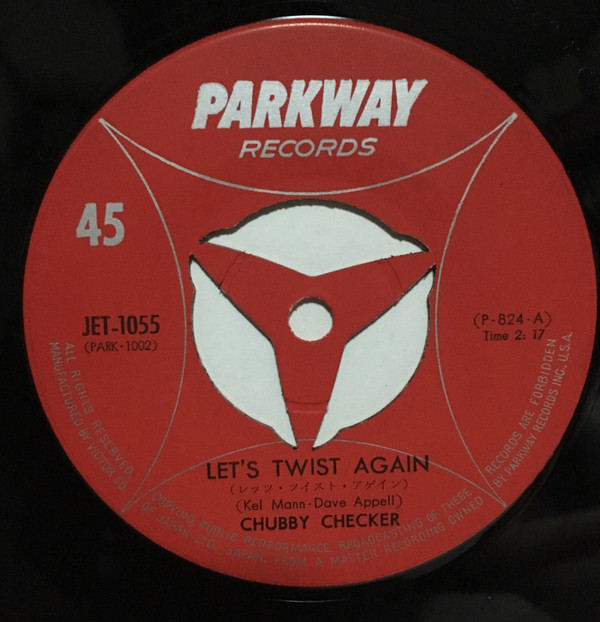 PARKWAY
RECORDS
45
JET-1055
(PARK-1002)
(P-824-A)
Time 2: 17
LET'S TWIST AGAIN
(レッツ・ツイスト・アゲイン)
(Kel Mann-Dave Appell)
CHUBBY CHECKER
ALL RIGHTS RESERVED.
MANUFACTURED BY VICTOR CO.
COPYING PUBLIC PERFORMANCE, BROADCASTING OF THESE
OF JAPAN LTD., JAPAN, FROM A MASTER RECORDING OWNED
RECORDS ARE FORBIDDEN
BY PARKWAY RECORDS INC. U.S.A.